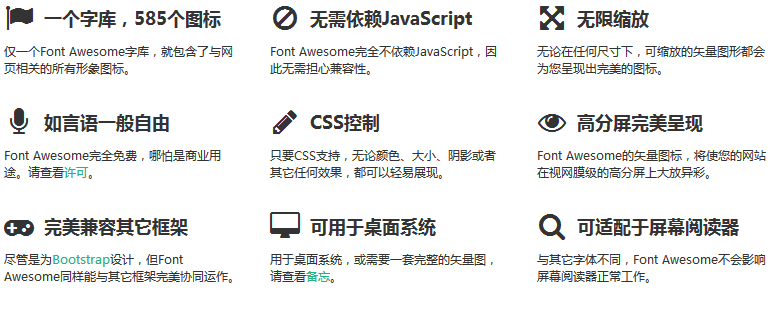 一个字库，585个图标
仅一个Font Awesome字库，就包含了与网
页相关的所有形象图标。
无需依赖JavaScript
Font Awesome完全不依赖JavaScript，因
此无需担心兼容性。
无限缩放
无论在任何尺寸下，可缩放的矢量图形都会
为您呈现出完美的图标。
如言语一般自由
Font Awesome完全免费，哪怕是商业用
途。请查看许可。
CSS控制
只要CSS支持，无论颜色、大小、阴影或者
其它任何效果，都可以轻易展现。
高分屏完美呈现
Font Awesome的矢量图标，将使您的网站
在视网膜级的高分屏上大放异彩。
完美兼容其它框架
尽管是为Bootstrap设计，但Font
Awesome同样能与其它框架完美协同运作。
可用于桌面系统
用于桌面系统，或需要一套完整的矢量图，
请查看备忘。
可适配于屏幕阅读器
与其它字体不同，Font Awesome不会影响
屏幕阅读器正常工作。